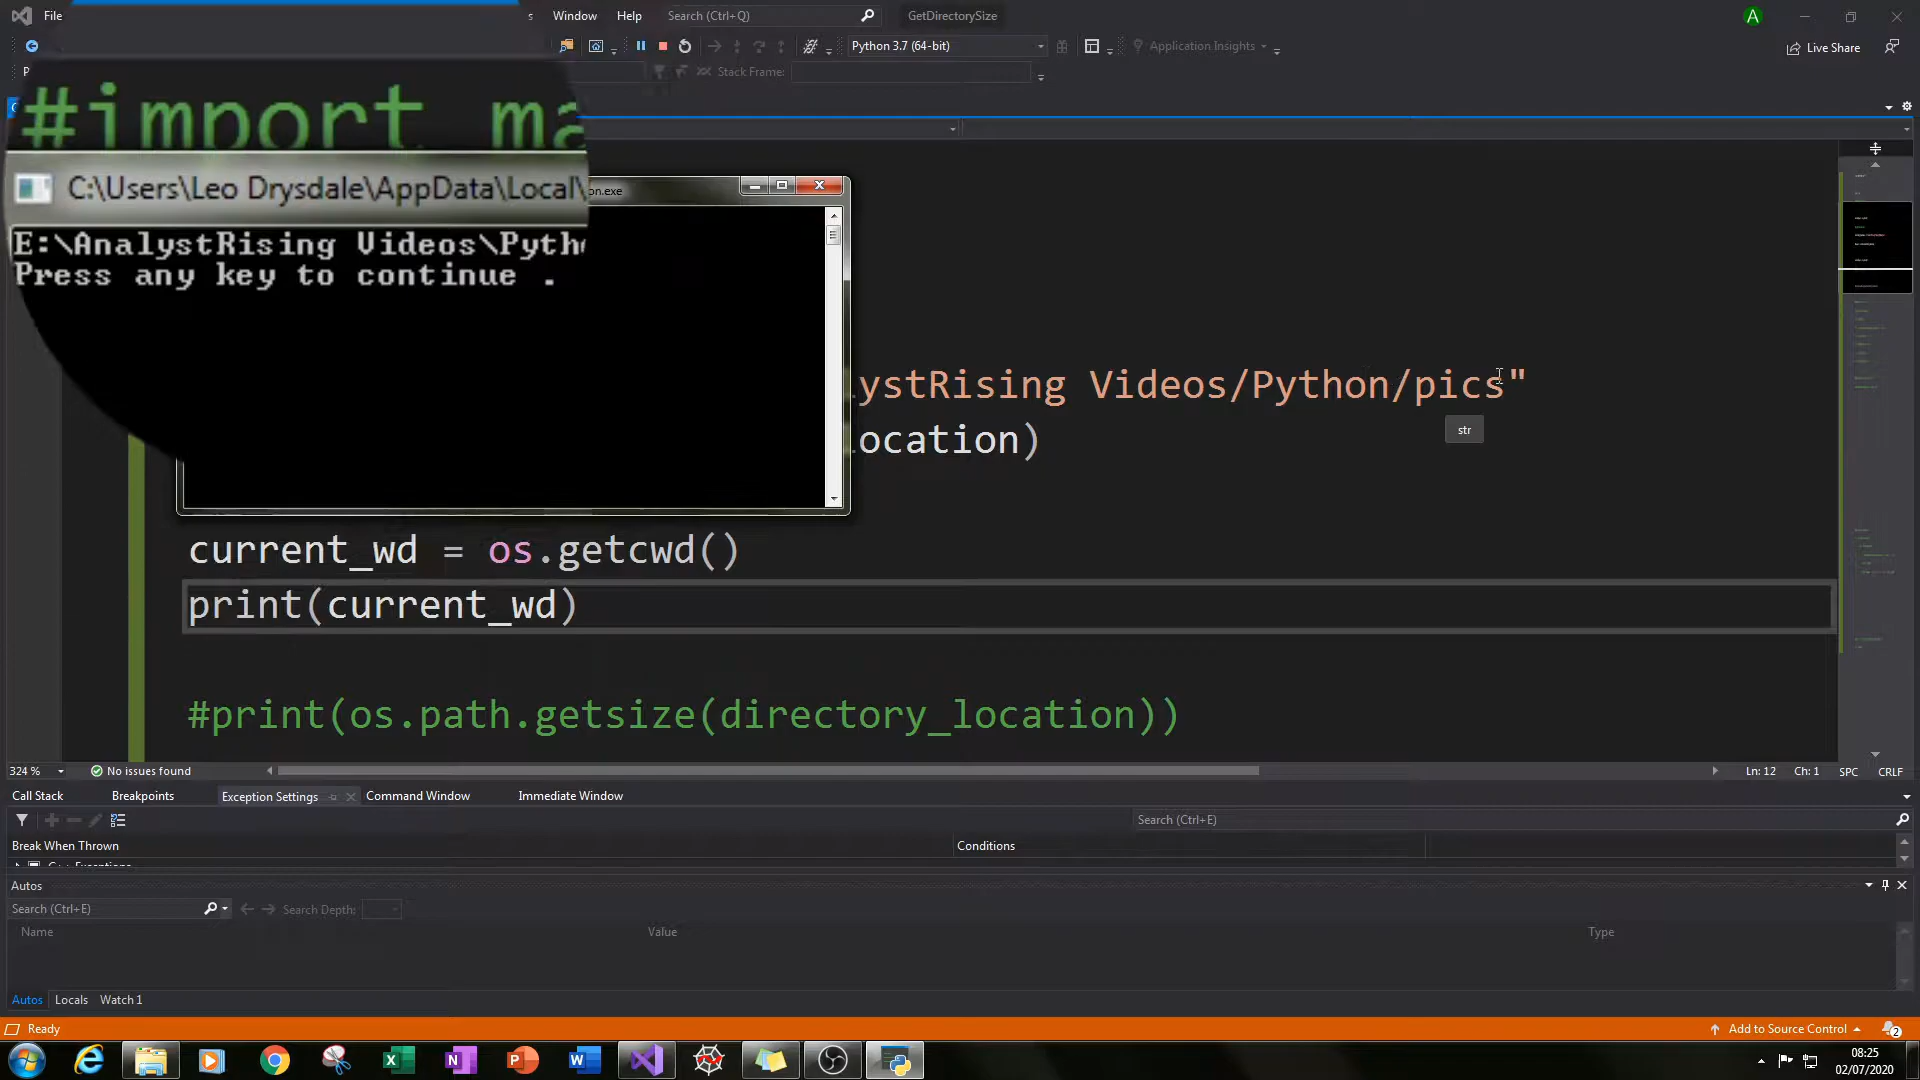 File
s
Window
Help
Search (Ctrl+Q)
GetDirectorySize
A
Python 3.7 (64-bit)
Application Insights
Live Share
Stack Frame:
#import ma
C:\Users\Leo Drysdale\AppData\Local\
on.exe
E:\AnalystRising Videos\Pyth
Press any key to continue .
lystRising Videos/Python/pics"
str
location)
current_wd = os.getcwd()
print(current_wd)
#print(os.path.getsize(directory_location))
324 %
No issues found
Ln: 12
Ch: 1
SPC
CRLF
Call Stack
Breakpoints
Exception Settings
Command Window
Immediate Window
Search (Ctrl+E)
Break When Thrown
Conditions
C++ Exceptions
Autos
Search (Ctrl+E)
Search Depth:
Name
Value
Type
Autos
Locals
Watch 1
Ready
Add to Source Control
2
08:25
02/07/2020